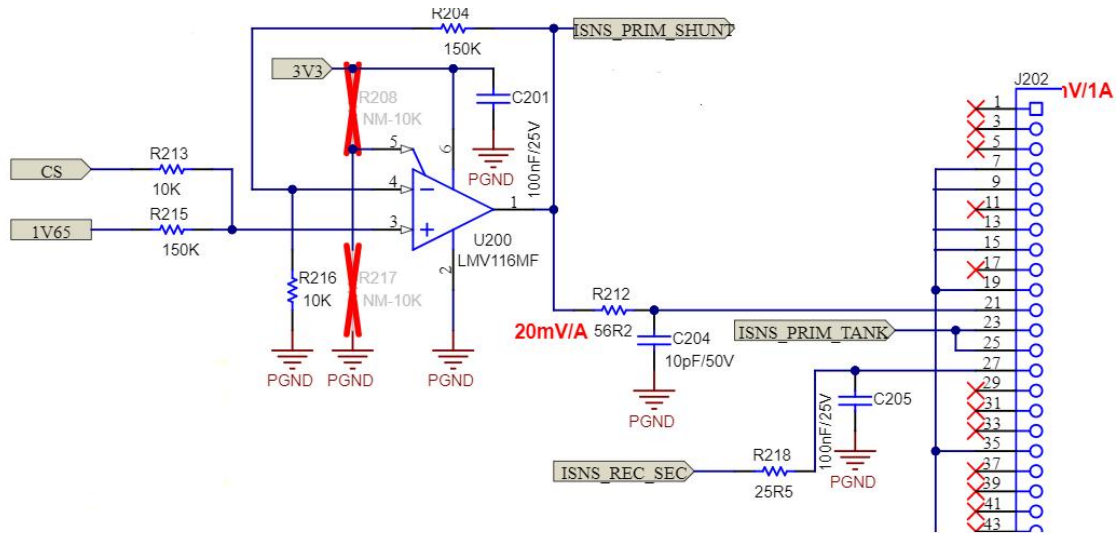 R204
150K
ISNS_PRIM_SHUNT
3V3
R208
NM-10K
C201
100nF/25V
PGND
J202
nV/1A
CS
R213
10K
1V65
R215
150K
5
6
4
3
1
2
U200
LMV116MF
R216
10K
R217
NM-10K
PGND
PGND
PGND
20mV/A
R212
56R2
C204
10pF/50V
PGND
ISNS_PRIM_TANK
ISNS_REC_SEC
R218
25R5
100nF/25V
C205
PGND
1
3
5
7
9
11
13
15
17
19
21
23
25
27
29
31
33
35
37
39
41
43